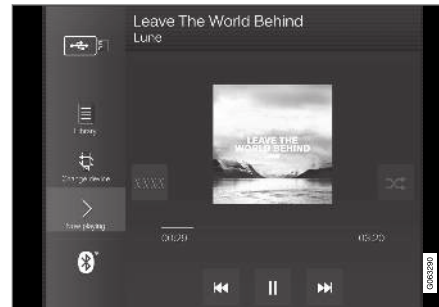 Leave The World Behind
Lune
Library
Change device
Now playing
LEAVE THE
WORLD BEHIND
00:29
03:20
G063290